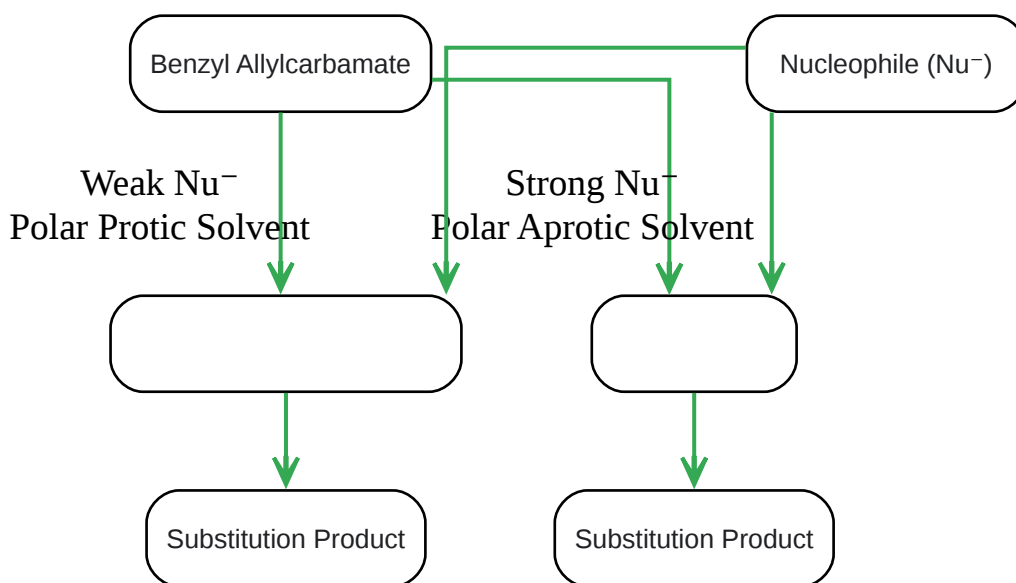 Benzyl Allylcarbamate
Nucleophile (Nu⁻)
Weak Nu⁻
Polar Protic Solvent
Strong Nu⁻
Polar Aprotic Solvent
Substitution Product
Substitution Product